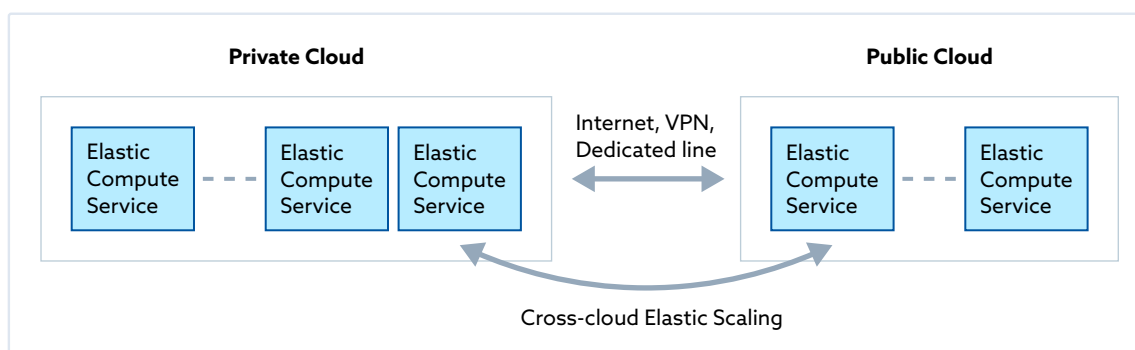 Private Cloud
Public Cloud
Elastic
Compute
Service
Elastic
Compute
Service
Elastic
Compute
Service
Internet, VPN,
Dedicated line
Elastic
Compute
Service
Elastic
Compute
Service
Cross-cloud Elastic Scaling